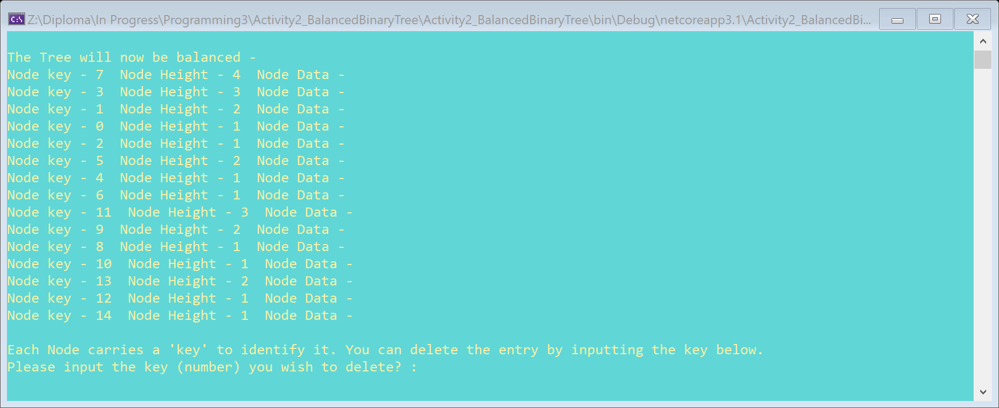 Z:\Diploma\In Progress\Programming3\Activity2_BalancedBinaryTree\Activity2_BalancedBinaryTree\bin\Debug\netcoreapp3.1\Activity2_BalancedBi...
The Tree will now be balanced -
Node key - 7  Node Height - 4  Node Data -
Node key - 3  Node Height - 3  Node Data -
Node key - 1  Node Height - 2  Node Data -
Node key - 0  Node Height - 1  Node Data -
Node key - 2  Node Height - 1  Node Data -
Node key - 5  Node Height - 2  Node Data -
Node key - 4  Node Height - 1  Node Data -
Node key - 6  Node Height - 1  Node Data -
Node key - 11  Node Height - 3  Node Data -
Node key - 9  Node Height - 2  Node Data -
Node key - 8  Node Height - 1  Node Data -
Node key - 10  Node Height - 1  Node Data -
Node key - 13  Node Height - 2  Node Data -
Node key - 12  Node Height - 1  Node Data -
Node key - 14  Node Height - 1  Node Data -
Each Node carries a 'key' to identify it. You can delete the entry by inputting the key below.
Please input the key (number) you wish to delete? :